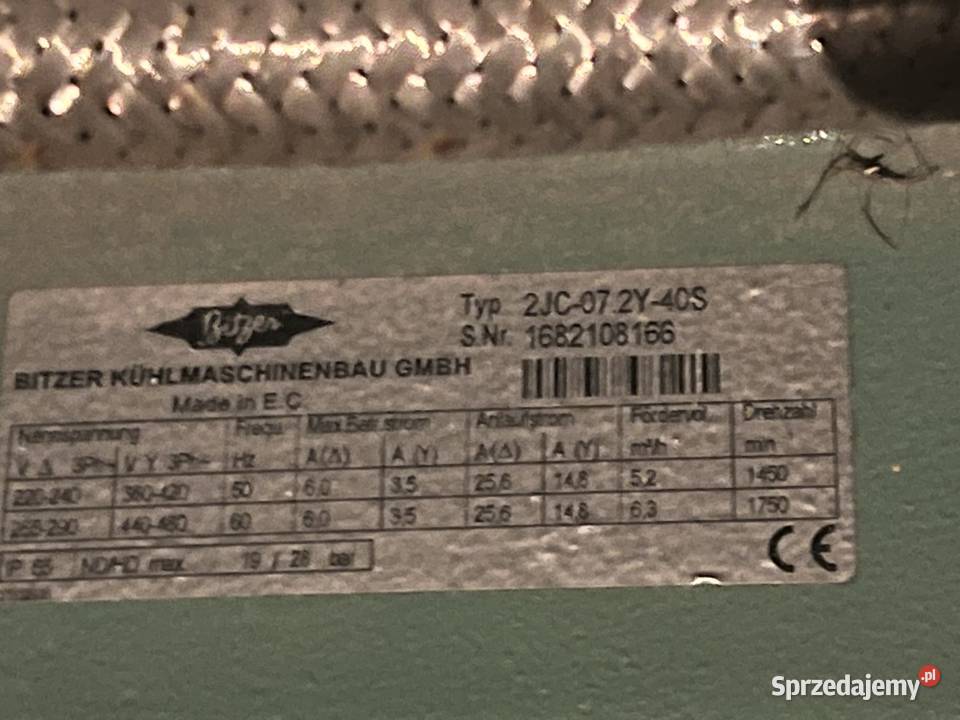 Bitzer
Typ 2JC-07.2Y-40S
S.Nr. 1682108166
BITZER KÜHLMASCHINENBAU GMBH
Made in E.C.
Nennspannung Frequ. Max.Betr.strom Anlaufstrom Fördervol. Drehzahl
V Δ 3Ph~ V Y 3Ph~ Hz A(Δ) A (Y) A(Δ) A (Y) m³/h min
220-240 380-420 50 6.0 3.5 25.6 14.8 5,2 1450
265-290 440-480 60 6.0 3.5 25.6 14.8 6,3 1750
IP 65 ND/HD max. 19 / 28 bar
CE
Sprzedajemy.pl